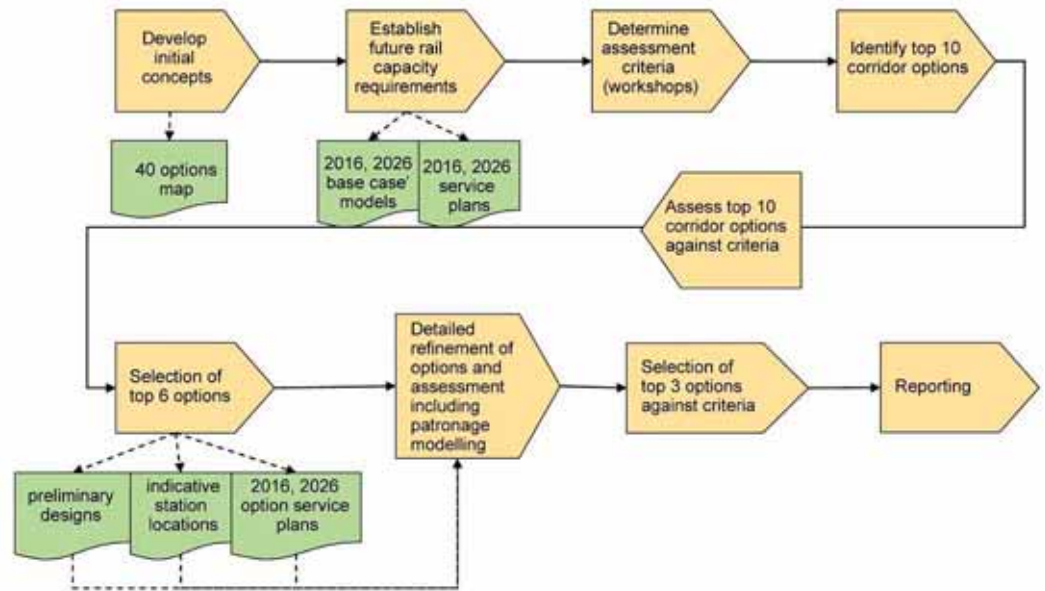 Develop
initial
concepts
Establish
future rail
capacity
requirements
Determine
assessment
criteria
(workshops)
Identify top 10
corridor options
40 options
map
2016, 2026
base case'
models
2016, 2026
service
plans
Assess top 10
corridor options
against criteria
Selection of
top 6 options
Detailed
refinement of
options and
assessment
including
patronage
modelling
Selection of
top 3 options
against criteria
Reporting
preliminary
designs
indicative
station
locations
2016, 2026
option service
plans